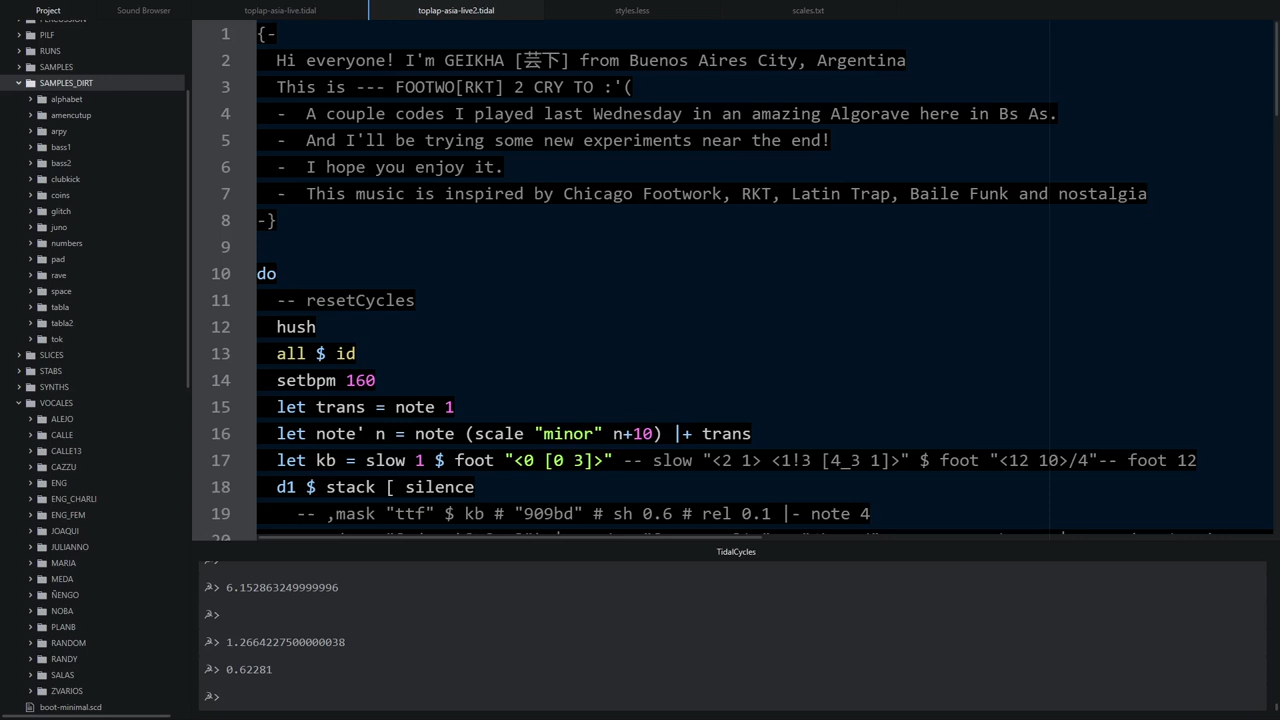 Project
Sound Browser
toplap-asia-live.tidal
toplap-asia-live2.tidal
styles.less
scales.txt
PERCUSSION
PILF
RUNS
SAMPLES
SAMPLES_DIRT
alphabet
amencutup
arpy
bass1
bass2
clubkick
coins
glitch
juno
numbers
pad
rave
space
tabla
tabla2
tok
SLICES
STABS
SYNTHS
VOCALES
ALEJO
CALLE
CALLE13
CAZZU
ENG
ENG_CHARLI
ENG_FEM
JOAQUI
JULIANNO
MARIA
MEDA
ÑENGO
NOBA
PLANB
RANDOM
RANDY
SALAS
ZVARIOS
boot-minimal.scd
1 {-
2 Hi everyone! I'm GEIKHA [芸下] from Buenos Aires City, Argentina
3 This is --- FOOTWO[RKT] 2 CRY TO :'(
4 - A couple codes I played last Wednesday in an amazing Algorave here in Bs As.
5 - And I'll be trying some new experiments near the end!
6 - I hope you enjoy it.
7 - This music is inspired by Chicago Footwork, RKT, Latin Trap, Baile Funk and nostalgia
8 -}
9
10 do
11 -- resetCycles
12 hush
13 all $ id
14 setbpm 160
15 let trans = note 1
16 let note' n = note (scale "minor" n+10) |+ trans
17 let kb = slow 1 $ foot "<0 [0 3]>" -- slow "<2 1> <1!3 [4_3 1]>" $ foot "<12 10>/4"-- foot 12
18 d1 $ stack [ silence
19 -- ,mask "ttf" $ kb # "909bd" # sh 0.6 # rel 0.1 |- note 4
20
TidalCycles
> 6.152863249999996
>
> 1.2664227500000038
> 0.62281
>